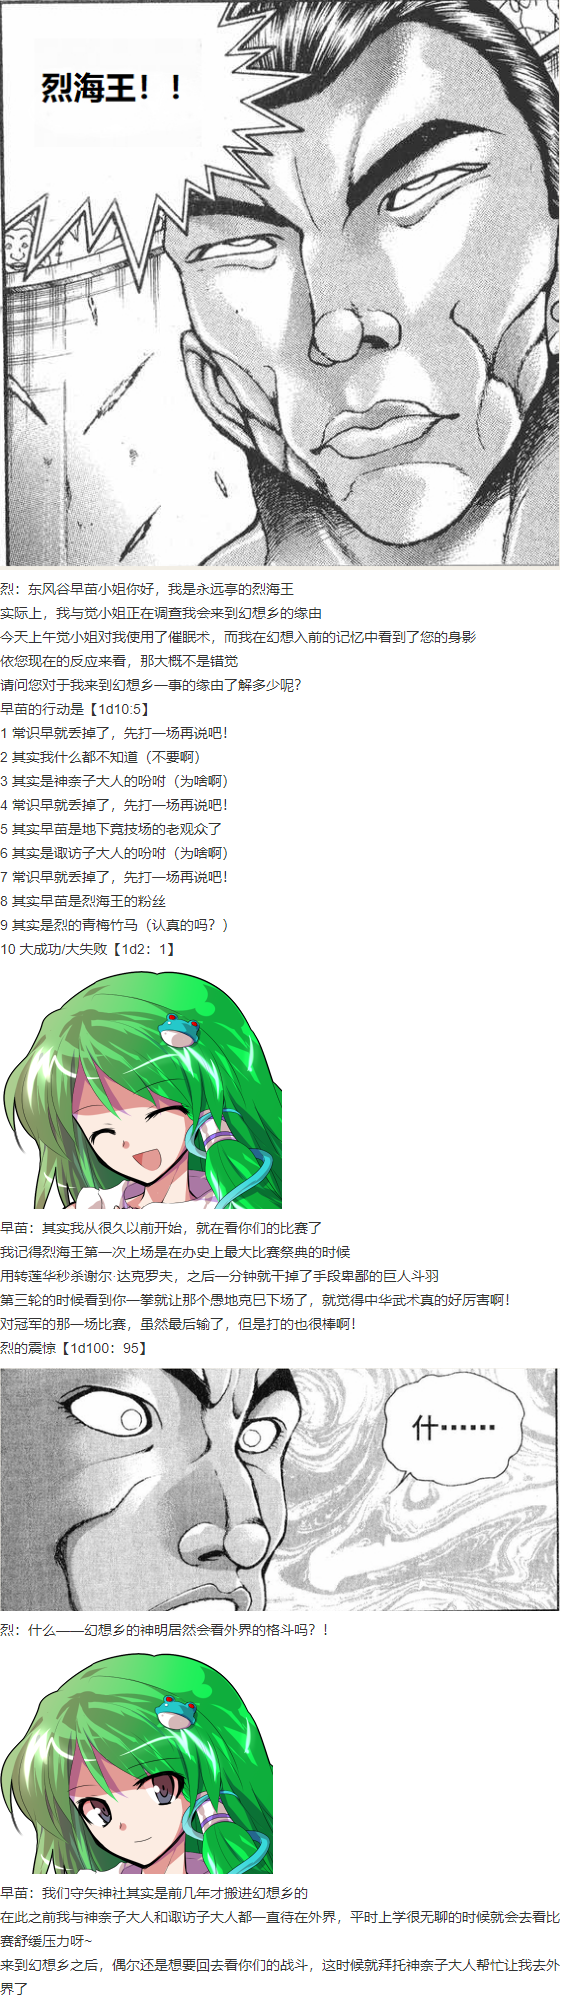 烈海王！！
烈：东风谷早苗小姐你好，我是永远亭的烈海王
实际上，我与觉小姐正在调查我会来到幻想乡的缘由
今天上午觉小姐对我使用了催眠术，而我在幻想入前的记忆中看到了您的身影
依您现在的反应来看，那大概不是错觉
请问您对于我来到幻想乡一事的缘由了解多少呢？
早苗的行动是【1d10:5】
1 常识早就丢掉了，先打一场再说吧！
2 其实我什么都不知道（不要啊）
3 其实是神奈子大人的吩咐（为啥啊）
4 常识早就丢掉了，先打一场再说吧！
5 其实早苗是地下竞技场的老观众了
6 其实是诹访子大人的吩咐（为啥啊）
7 常识早就丢掉了，先打一场再说吧！
8 其实早苗是烈海王的粉丝
9 其实是烈的青梅竹马（认真的吗？）
10 大成功/大失败【1d2：1】
早苗：其实我从很久以前开始，就在看你们的比赛了
我记得烈海王第一次上场是在办史上最大比赛祭典的时候
用转莲华秒杀谢尔·达克罗夫，之后一分钟就干掉了手段卑鄙的巨人斗羽
第三轮的时候看到你一拳就让那个愚地克巳下场了，就觉得中华武术真的好厉害啊！
对冠军的那一场比赛，虽然最后输了，但是打的也很棒啊！
烈的震惊【1d100：95】
什……
烈：什么——幻想乡的神明居然会看外界的格斗吗？！
早苗：我们守矢神社其实是前几年才搬进幻想乡的
在此之前我与神奈子大人和诹访子大人都一直待在外界，平时上学很无聊的时候就会去看比
赛舒缓压力呀~
来到幻想乡之后，偶尔还是想要回去看你们的战斗，这时候就拜托神奈子大人帮忙让我去外
界了